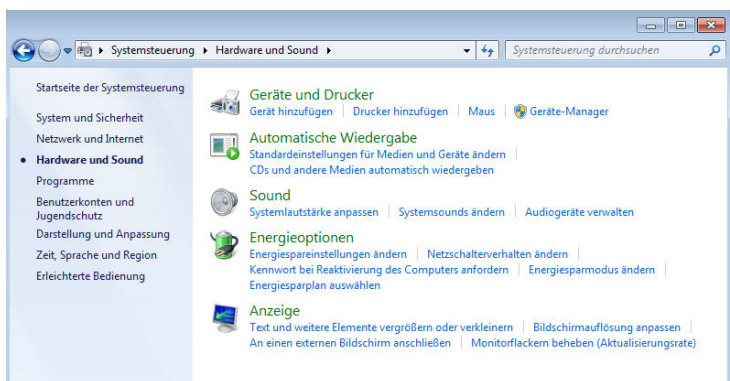 Systemsteuerung Hardware und Sound Systemsteuerung durchsuchen
Startseite der Systemsteuerung
System und Sicherheit
Netzwerk und Internet
Hardware und Sound
Programme
Benutzerkonten und
Jugendschutz
Darstellung und Anpassung
Zeit, Sprache und Region
Erleichterte Bedienung
Geräte und Drucker
Gerät hinzufügen Drucker hinzufügen Maus Geräte-Manager
Automatische Wiedergabe
Standardeinstellungen für Medien und Geräte ändern
CDs und andere Medien automatisch wiedergeben
Sound
Systemlautstärke anpassen Systemsounds ändern Audiogeräte verwalten
Energieoptionen
Energiespareinstellungen ändern Netzschalterverhalten ändern
Kennwort bei Reaktivierung des Computers anfordern Energiesparmodus ändern
Energiesparplan auswählen
Anzeige
Text und weitere Elemente vergrößern oder verkleinern Bildschirmauflösung anpassen
An einen externen Bildschirm anschließen Monitorflackern beheben (Aktualisierungsrate)